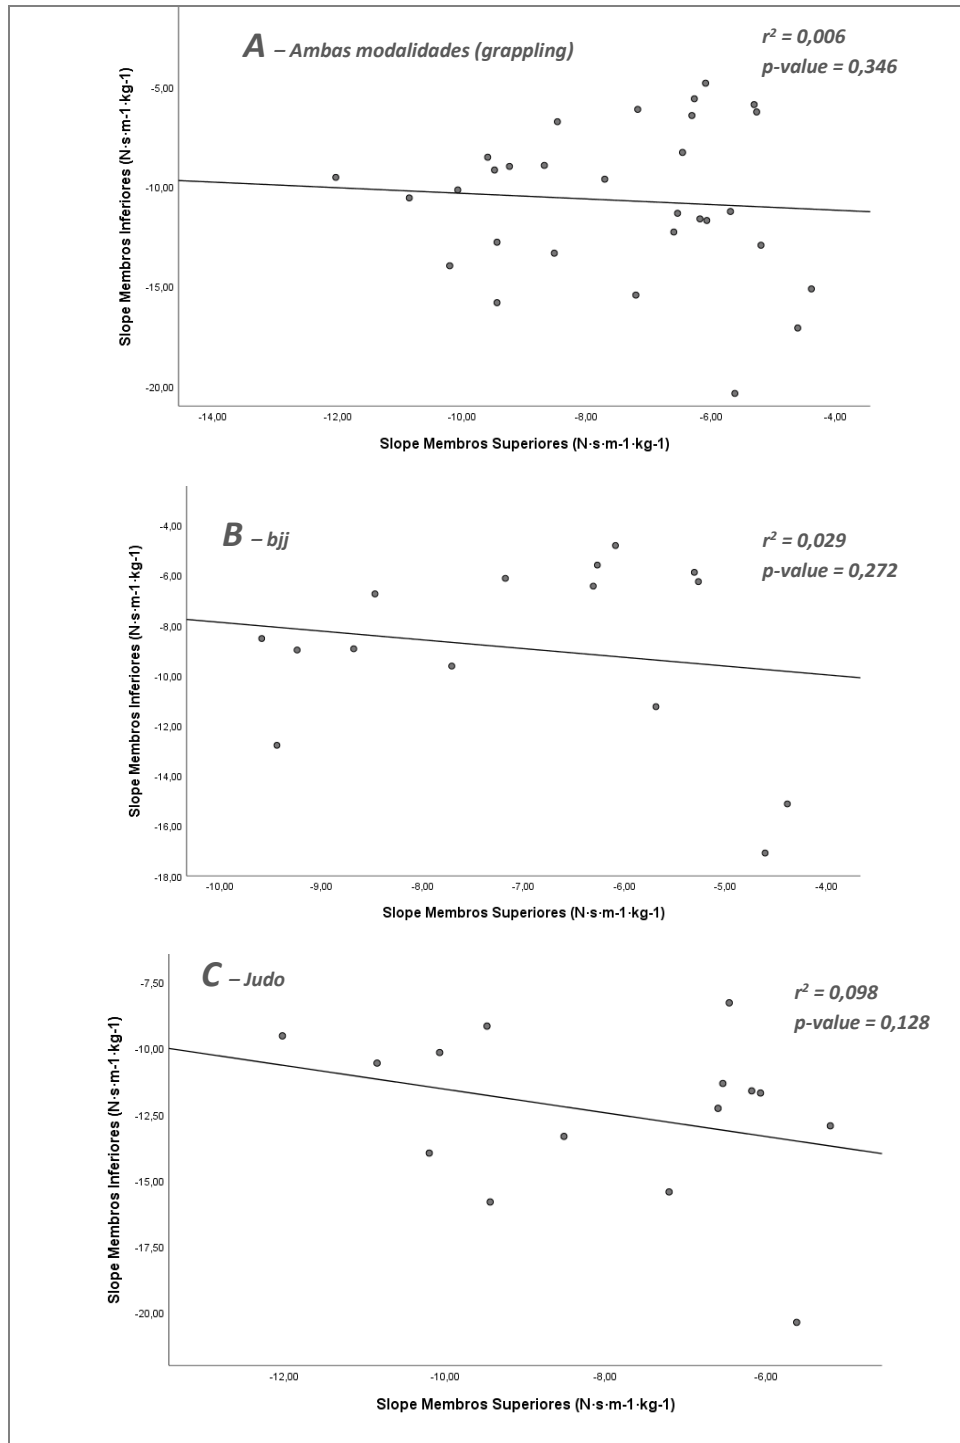 A – Ambas modalidades (grappling)
r² = 0,006
p-value = 0,346
Slope Membros Inferiores (N·s·m-1·kg-1)
-5,00
-10,00
-15,00
-20,00
-14,00 -12,00 -10,00 -8,00 -6,00 -4,00
Slope Membros Superiores (N·s·m-1·kg-1)
B – bjj
r² = 0,029
p-value = 0,272
Slope Membros Inferiores (N·s·m-1·kg-1)
-4,00
-6,00
-8,00
-10,00
-12,00
-14,00
-16,00
-18,00
-10,00 -9,00 -8,00 -7,00 -6,00 -5,00 -4,00
Slope Membros Superiores (N·s·m-1·kg-1)
C – Judo
r² = 0,098
p-value = 0,128
Slope Membros Inferiores (N·s·m-1·kg-1)
-7,50
-10,00
-12,50
-15,00
-17,50
-20,00
-12,00 -10,00 -8,00 -6,00
Slope Membros Superiores (N·s·m-1·kg-1)